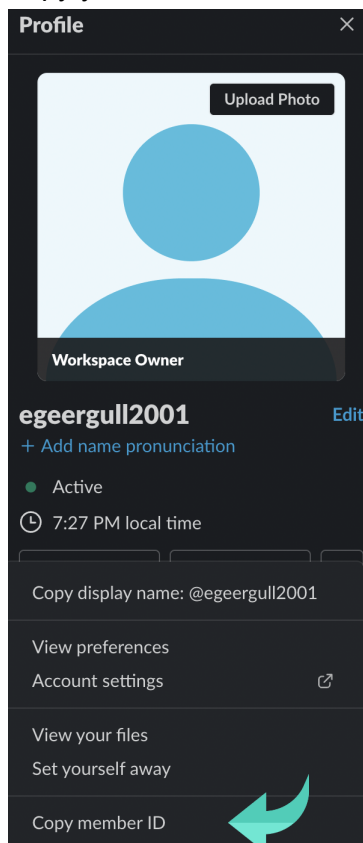 Profile
Upload Photo
Workspace Owner
egeergull2001
Edit
+ Add name pronunciation
Active
7:27 PM local time
Copy display name: @egeergull2001
View preferences
Account settings
View your files
Set yourself away
Copy member ID